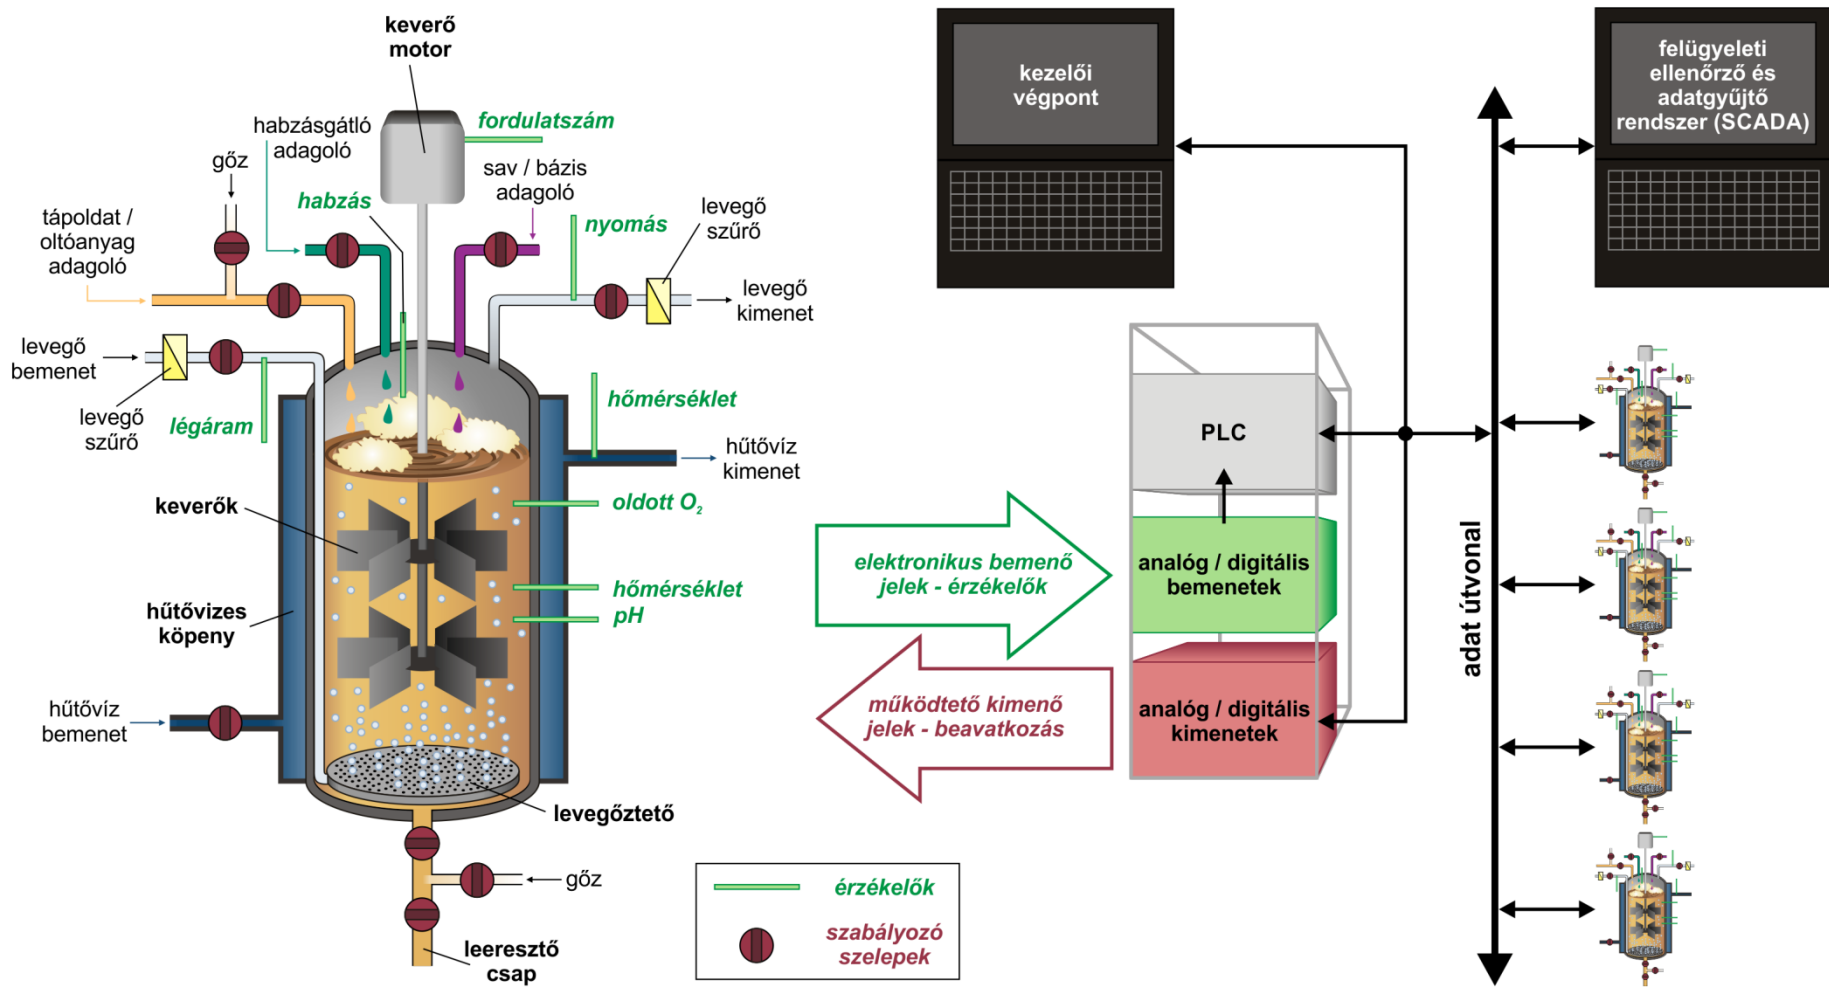 keverő
motor
fordulatszám
habzásgátló
adagoló
gőz
habzás
sav / bázis
adagoló
tápoldat /
oltóanyag
adagoló
nyomás
levegő
szűrő
levegő
kimenet
levegő
bemenet
levegő
szűrő
légáram
hőmérséklet
hűtővíz
kimenet
keverők
oldott O₂
hőmérséklet
pH
hűtővizes
köpeny
hűtővíz
bemenet
levegőztető
gőz
leeresztő
csap
érzékelők
szabályozó
szelepek
elektronikus bemenő
jelek - érzékelők
működtető kimenő
jelek - beavatkozás
kezelői
végpont
PLC
analóg / digitális
bemenetek
analóg / digitális
kimenetek
adat útvonal
felügyeleti
ellenőrző és
adatgyűjtő
rendszer (SCADA)